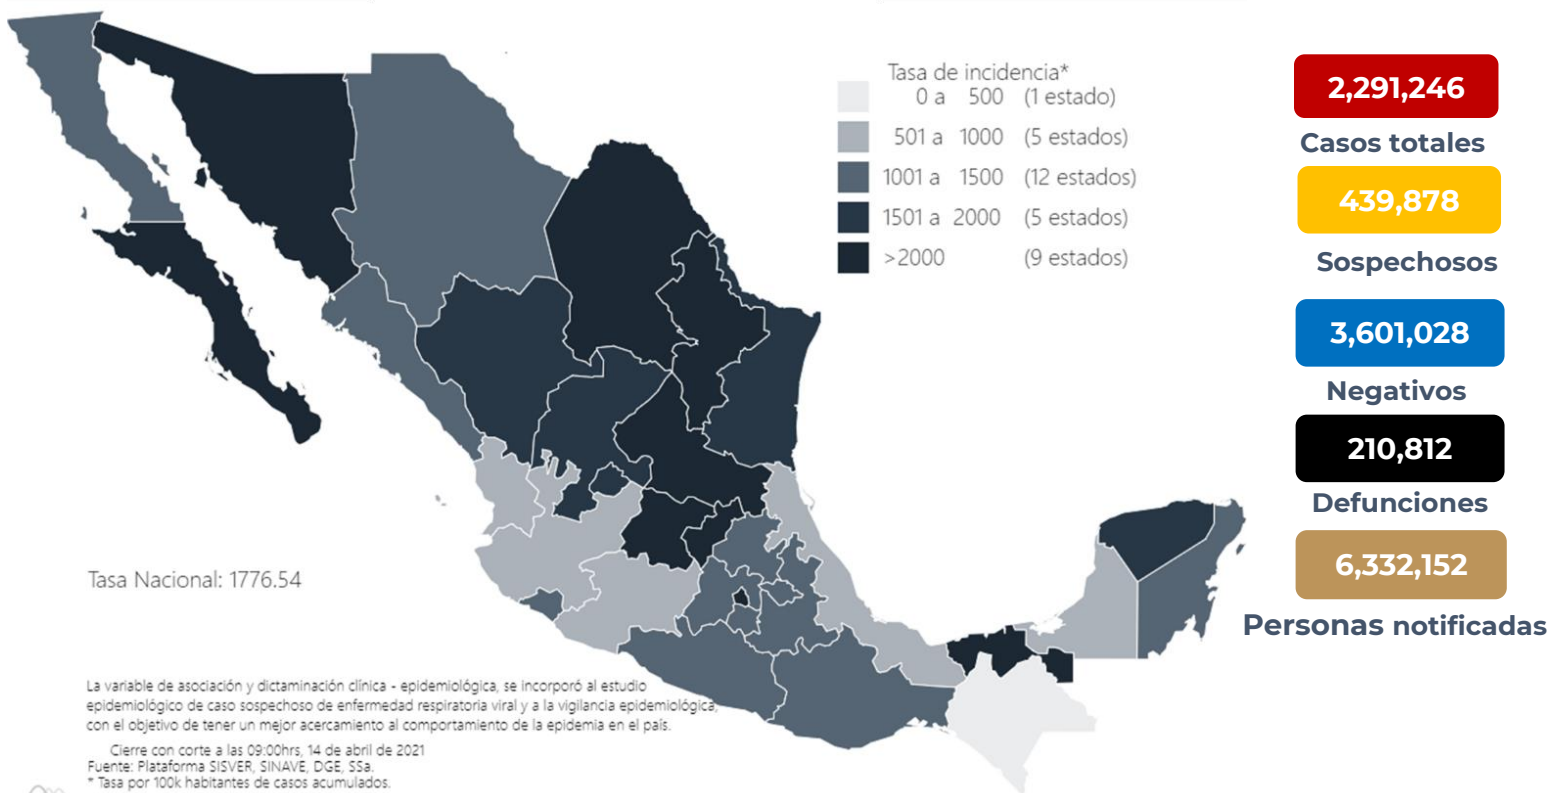 Tasa de incidencia*
0 a 500 (1 estado)
501 a 1000 (5 estados)
1001 a 1500 (12 estados)
1501 a 2000 (5 estados)
>2000 (9 estados)
2,291,246
Casos totales
439,878
Sospechosos
3,601,028
Negativos
210,812
Defunciones
6,332,152
Personas notificadas
Tasa Nacional: 1776.54
La variable de asociación y dictaminación clínica - epidemiológica, se incorporó al estudio
epidemiológico de caso sospechoso de enfermedad respiratoria viral y a la vigilancia epidemiológica,
con el objetivo de tener un mejor acercamiento al comportamiento de la epidemia en el país.
Cierre con corte a las 09:00hrs, 14 de abril de 2021
Fuente: Plataforma SISVER, SINAVE, DGE, SSa.
* Tasa por 100k habitantes de casos acumulados.